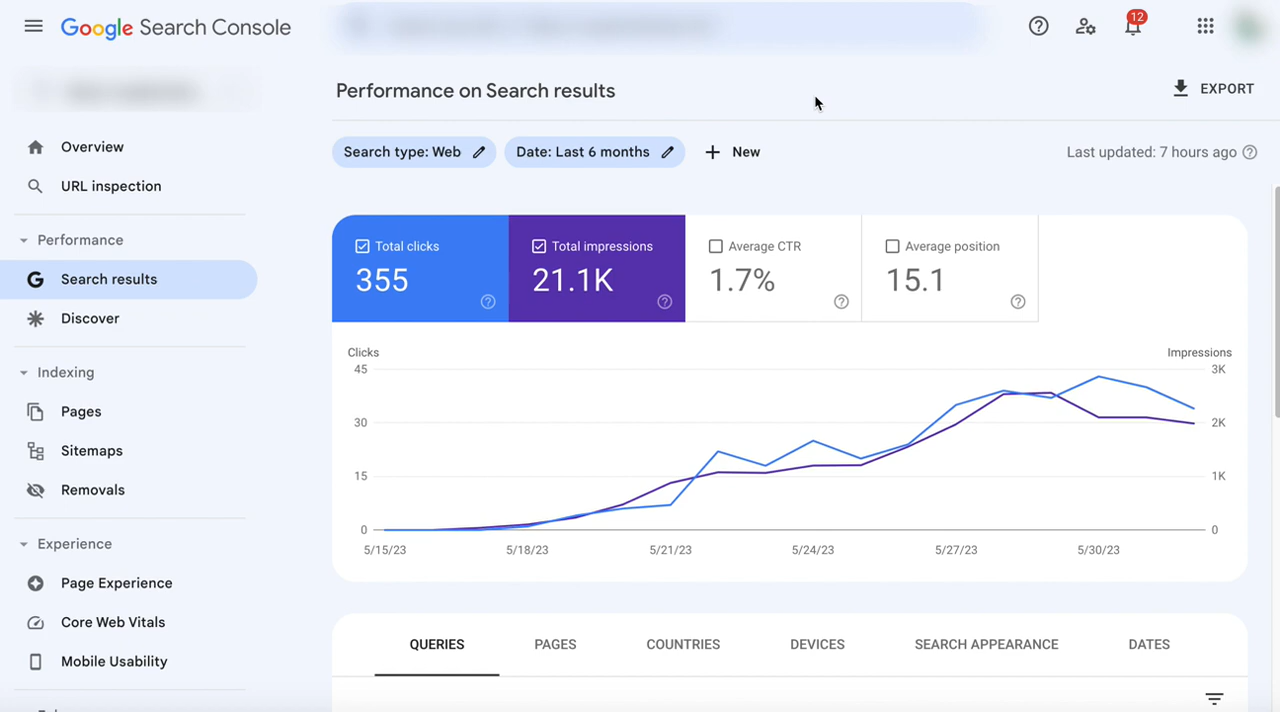 Google Search Console
12
Overview
URL inspection
Performance
Search results
Discover
Indexing
Pages
Sitemaps
Removals
Experience
Page Experience
Core Web Vitals
Mobile Usability
Performance on Search results
EXPORT
Search type: Web
Date: Last 6 months
New
Last updated: 7 hours ago
Total clicks
355
Total impressions
21.1K
Average CTR
1.7%
Average position
15.1
Clicks
Impressions
45
3K
30
2K
15
1K
0
0
5/15/23 5/18/23 5/21/23 5/24/23 5/27/23 5/30/23
QUERIES PAGES COUNTRIES DEVICES SEARCH APPEARANCE DATES